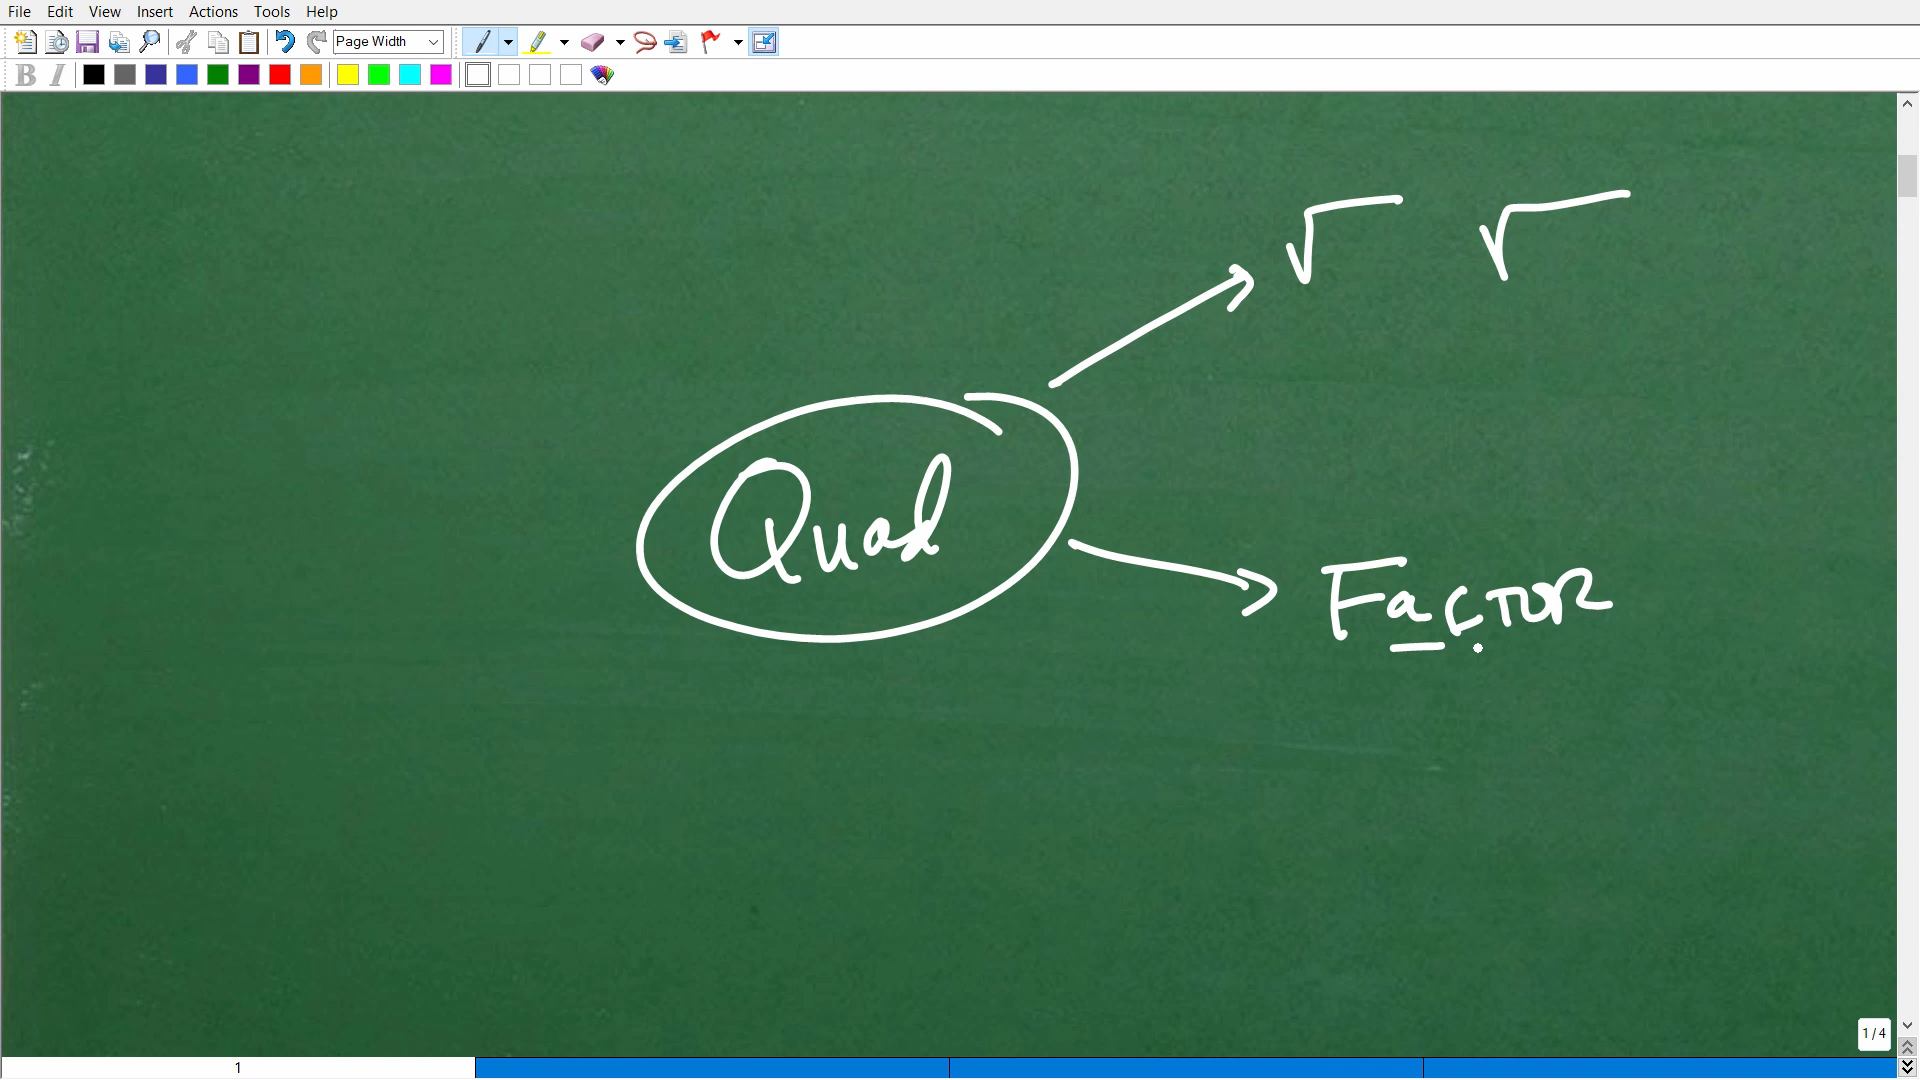 File Edit View Insert Actions Tools Help
Page Width
B I
√ √
Quad
FacTOR
1 / 4
1